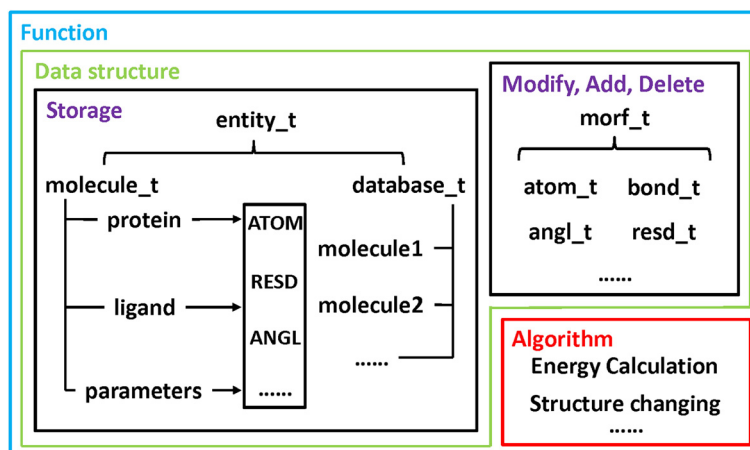 Function
Data structure
Storage
entity_t
molecule_t
database_t
protein
ligand
parameters
ATOM
RESD
ANGL
......
molecule1
molecule2
......
Modify, Add, Delete
morf_t
atom_t bond_t
angl_t resd_t
......
Algorithm
Energy Calculation
Structure changing
......